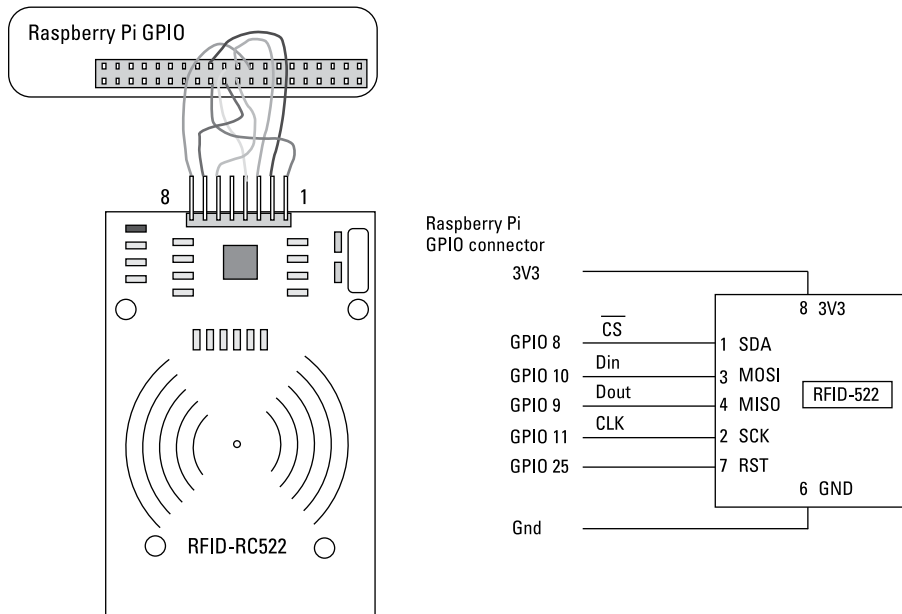 Raspberry Pi GPIO
8
1
RFID-RC522
Raspberry Pi
GPIO connector
3V3
8 3V3
GPIO 8
CS
1 SDA
GPIO 10
Din
3 MOSI
RFID-522
GPIO 9
Dout
4 MISO
GPIO 11
CLK
2 SCK
GPIO 25
7 RST
6 GND
Gnd